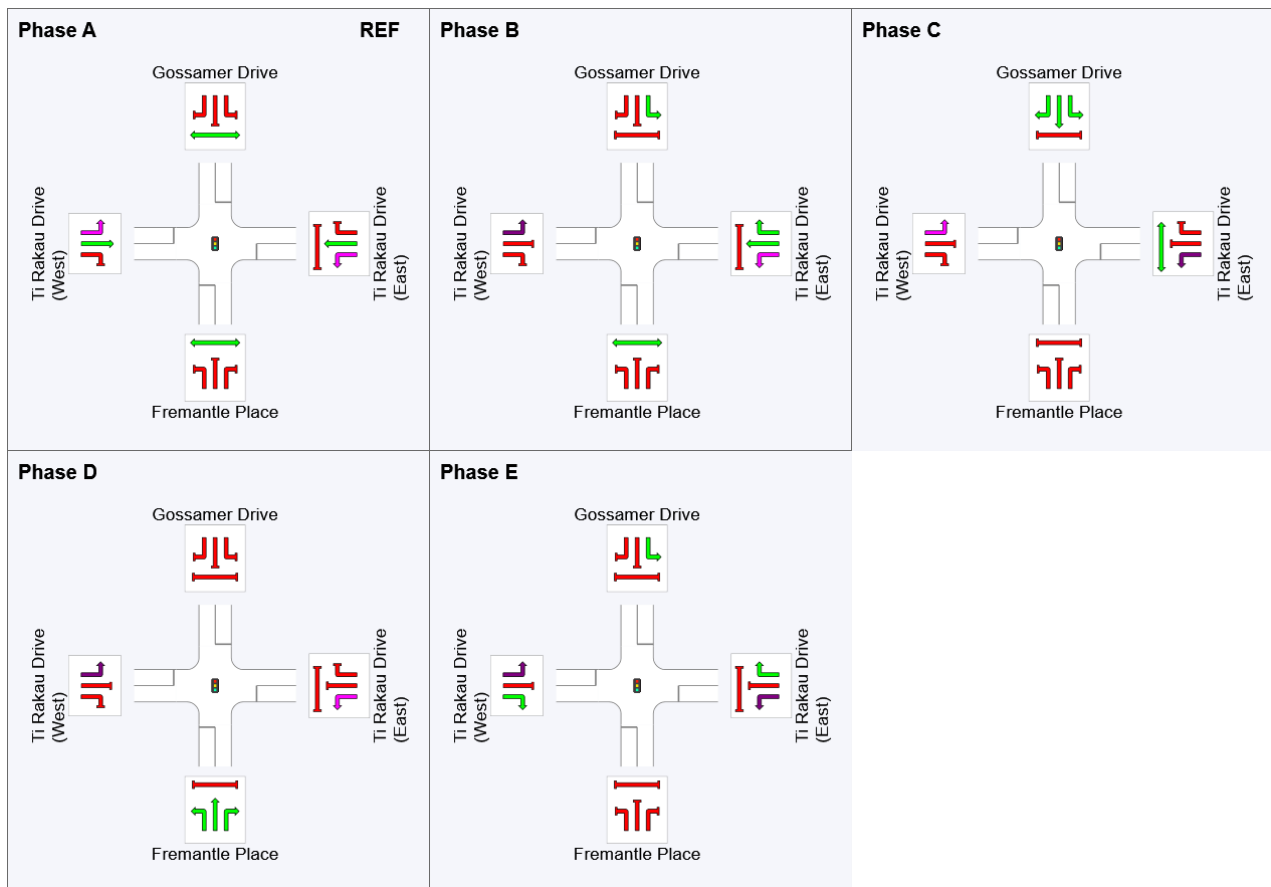 Phase A
REF
Gossamer Drive
Ti Rakau Drive
(West)
Ti Rakau Drive
(East)
Fremantle Place
Phase B
Gossamer Drive
Ti Rakau Drive
(West)
Ti Rakau Drive
(East)
Fremantle Place
Phase C
Gossamer Drive
Ti Rakau Drive
(West)
Ti Rakau Drive
(East)
Fremantle Place
Phase D
Gossamer Drive
Ti Rakau Drive
(West)
Ti Rakau Drive
(East)
Fremantle Place
Phase E
Gossamer Drive
Ti Rakau Drive
(West)
Ti Rakau Drive
(East)
Fremantle Place